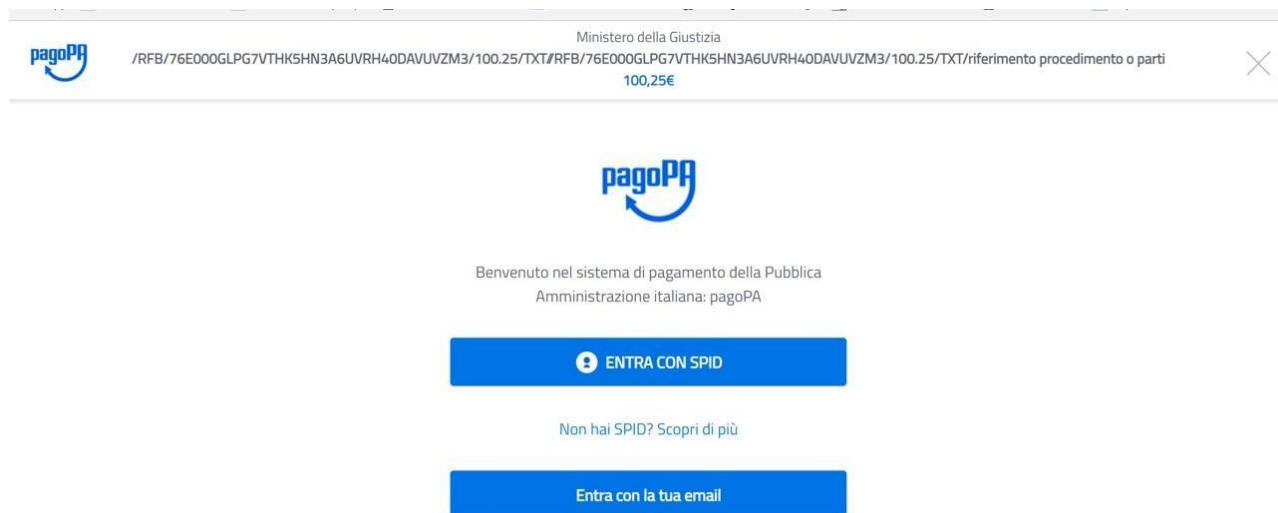 pagoPA
Ministero della Giustizia
/RFB/76E000GLPG7VTHK5HN3A6UVRH40DAVUVZM3/100.25/TXT//RFB/76E000GLPG7VTHK5HN3A6UVRH40DAVUVZM3/100.25/TXT/riferimento procedimento o parti
100,25€
pagoPA
Benvenuto nel sistema di pagamento della Pubblica
Amministrazione italiana: pagoPA
ENTRA CON SPID
Non hai SPID? Scopri di più
Entra con la tua email